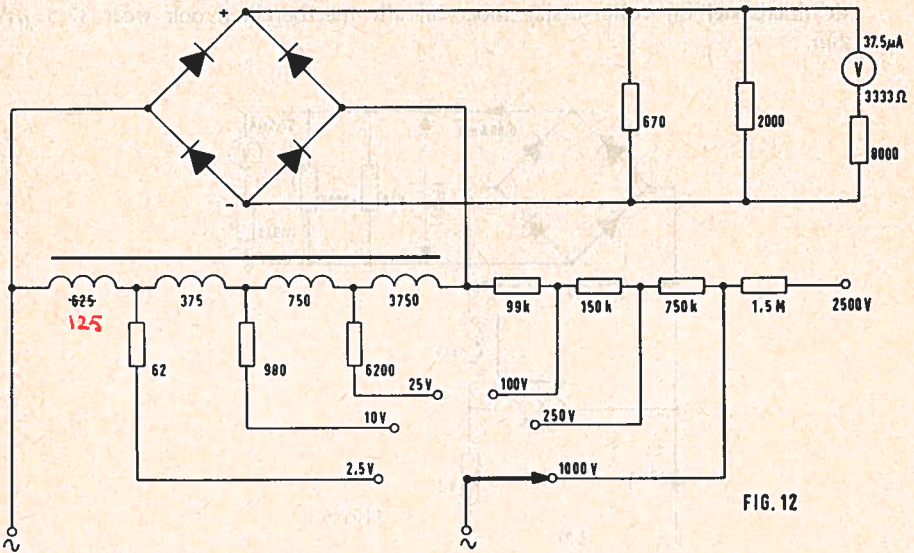 +
37.5µA
V
3333Ω
670
2000
8000
-
625
375
750
3750
125
99k
150k
750k
1.5M
2500V
62
980
6200
25V
100V
10V
250V
2.5V
1000V
FIG. 12
~
~